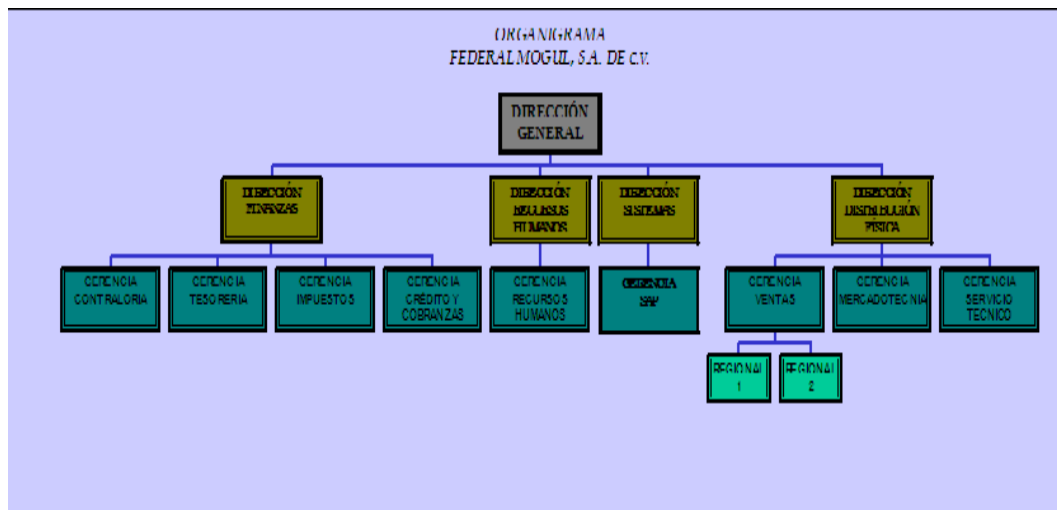 ORGANIGRAMA
FEDERAL MOGUL, S.A. DE C.V.
DIRECCIÓN
GENERAL
DIRECCIÓN
FINANZAS
DIRECCIÓN
RECURSOS
HUMANOS
DIRECCIÓN
SISTEMAS
DIRECCIÓN
DISTRIBUCIÓN
FÍSICA
GERENCIA
CONTRALORIA
GERENCIA
TESORERIA
GERENCIA
IMPUESTOS
GERENCIA
CRÉDITO Y
COBRANZAS
GERENCIA
RECURSOS
HUMANOS
GERENCIA
SAP
GERENCIA
VENTAS
GERENCIA
MERCADOTECNIA
GERENCIA
SERVICIO
TECNICO
REGIONAL
1
REGIONAL
2